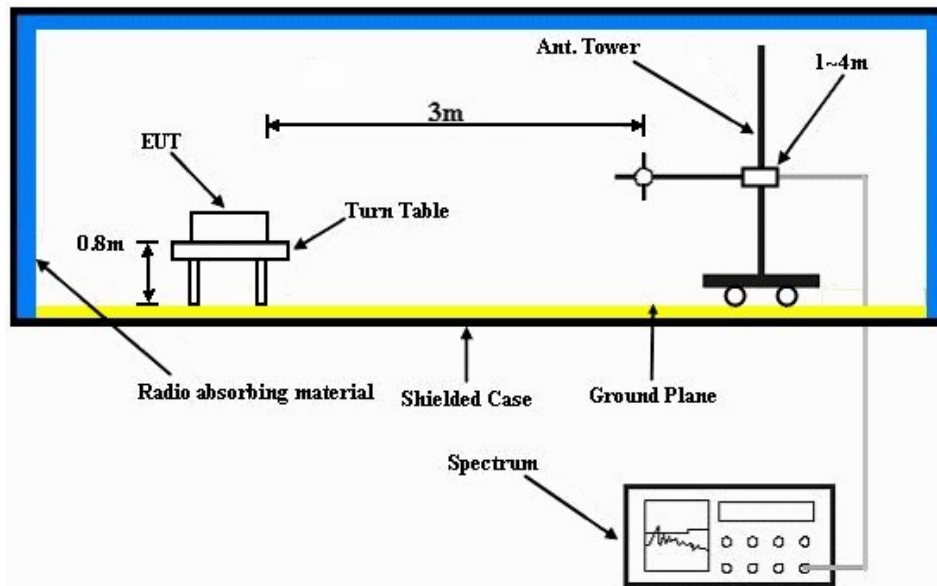 Ant. Tower
1~4m
3m
EUT
Turn Table
0.8m
Radio absorbing material
Shielded Case
Ground Plane
Spectrum